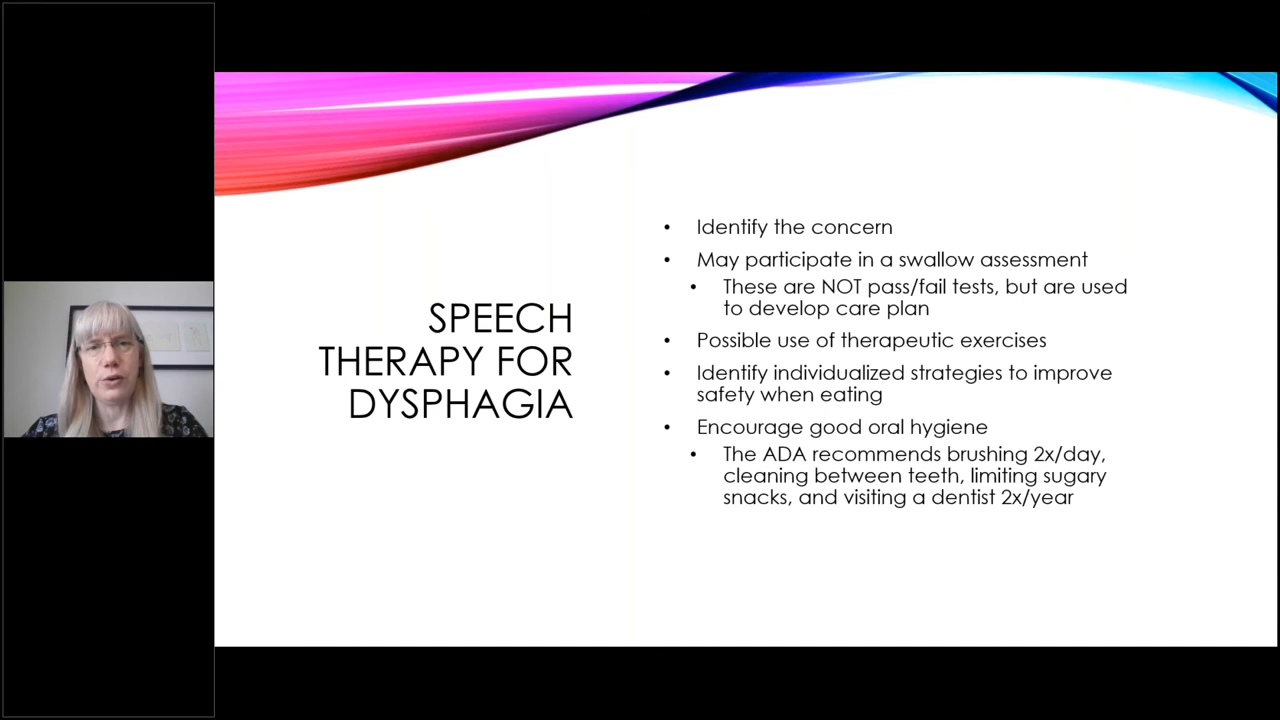 SPEECH
THERAPY FOR
DYSPHAGIA
• Identify the concern
• May participate in a swallow assessment
• These are NOT pass/fail tests, but are used
to develop care plan
• Possible use of therapeutic exercises
• Identify individualized strategies to improve
safety when eating
• Encourage good oral hygiene
• The ADA recommends brushing 2x/day,
cleaning between teeth, limiting sugary
snacks, and visiting a dentist 2x/year